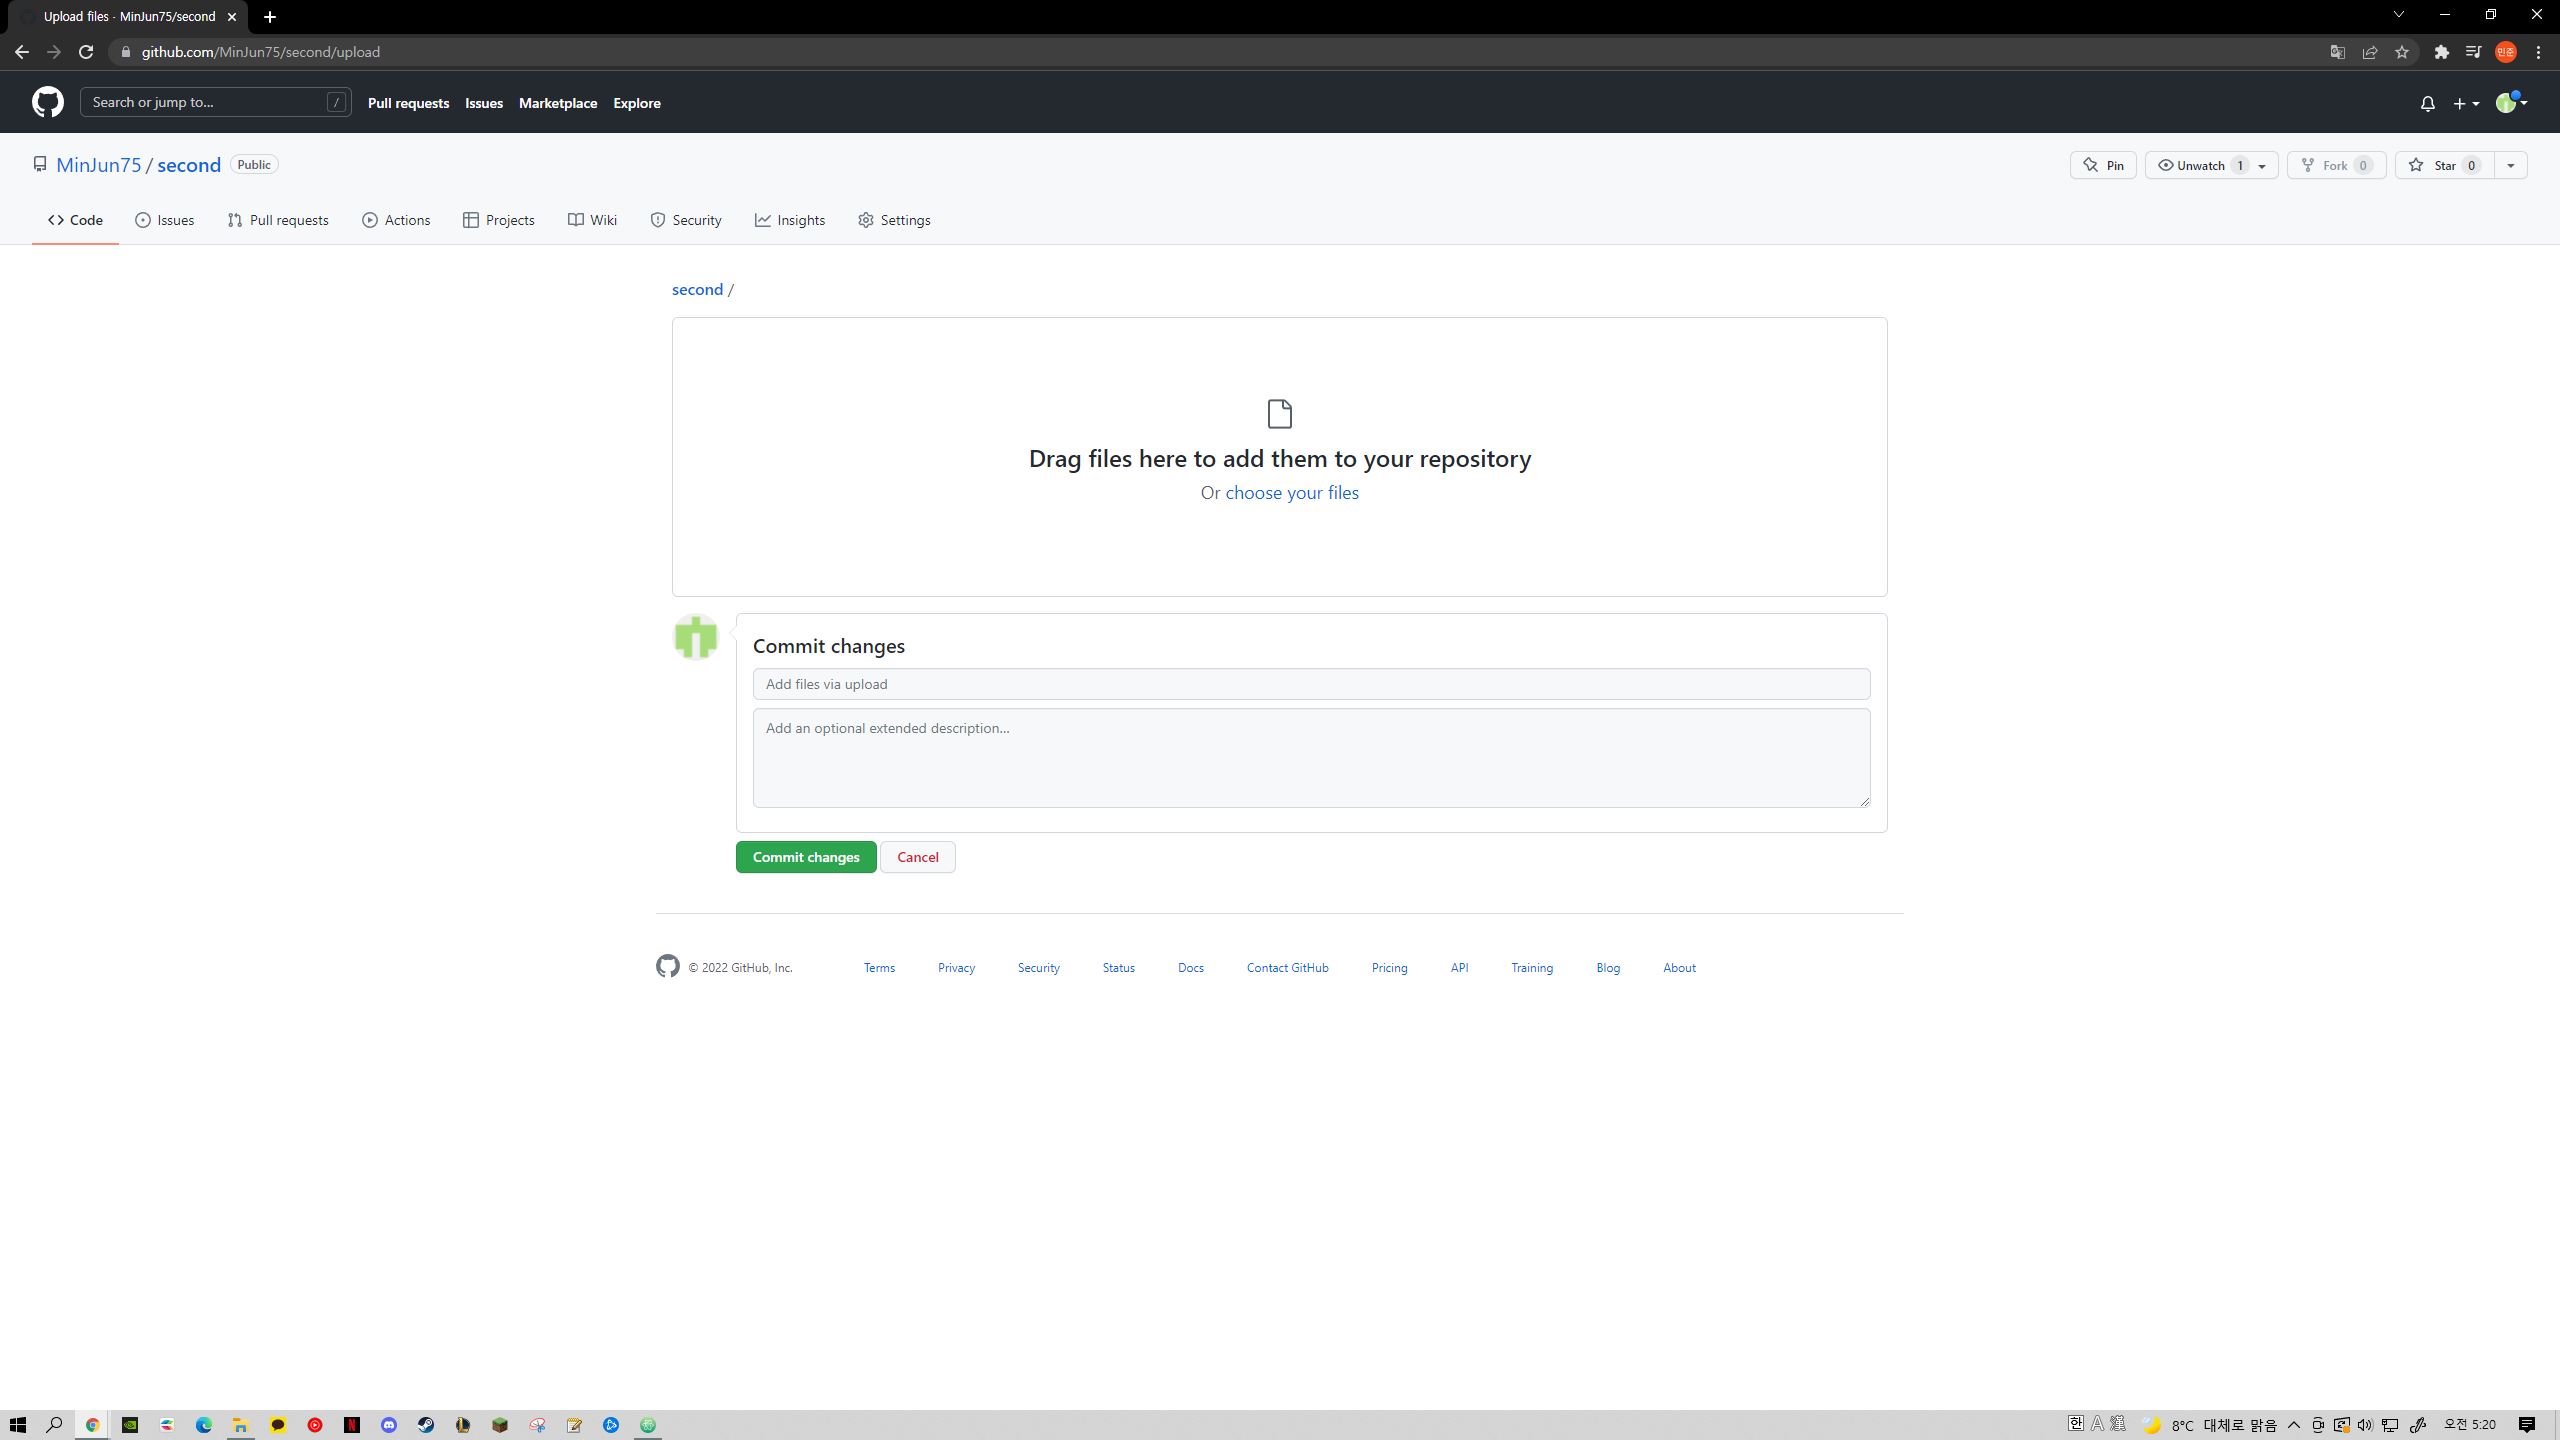 Upload files · MinJun75/second
github.com/MinJun75/second/upload
민준
Search or jump to...
/
Pull requests
Issues
Marketplace
Explore
MinJun75 / second Public
Pin
Unwatch 1
Fork 0
Star 0
Code
Issues
Pull requests
Actions
Projects
Wiki
Security
Insights
Settings
second /
Drag files here to add them to your repository
Or choose your files
Commit changes
Add files via upload
Add an optional extended description...
Commit changes
Cancel
© 2022 GitHub, Inc.
Terms
Privacy
Security
Status
Docs
Contact GitHub
Pricing
API
Training
Blog
About
한 A 漢
8°C 대체로 맑음
오전 5:20